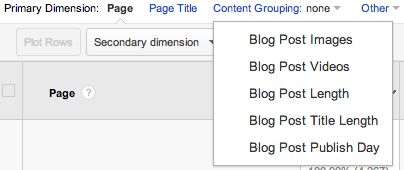 Primary Dimension: Page Page Title Content Grouping: none Other
Plot Rows Secondary dimension
Blog Post Images
Blog Post Videos
Blog Post Length
Blog Post Title Length
Blog Post Publish Day
Page ?